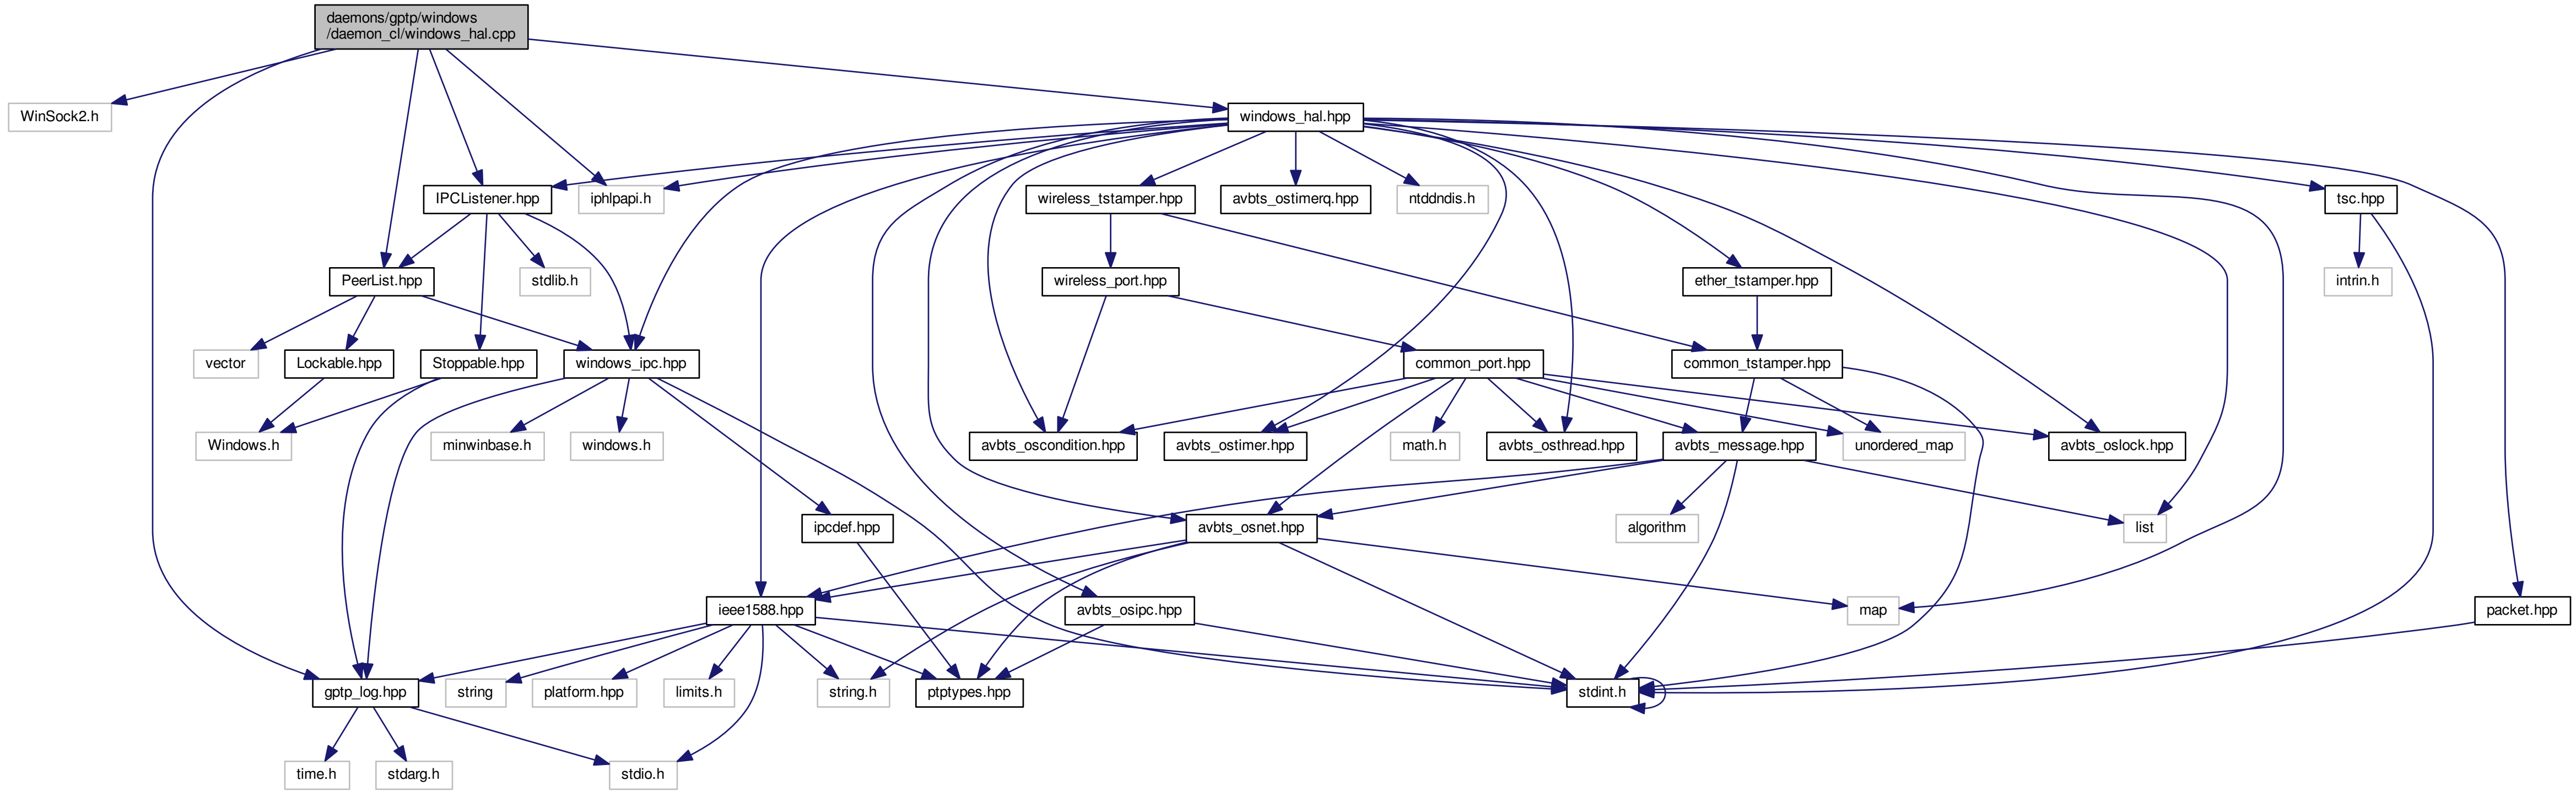 daemons/gptp/windows
/daemon_cl/windows_hal.cpp
WinSock2.h
windows_hal.hpp
IPCListener.hpp
iphlpapi.h
wireless_tstamper.hpp
avbts_ostimerq.hpp
ntddndis.h
tsc.hpp
PeerList.hpp
stdlib.h
wireless_port.hpp
ether_tstamper.hpp
intrin.h
vector
Lockable.hpp
Stoppable.hpp
windows_ipc.hpp
common_port.hpp
common_tstamper.hpp
Windows.h
minwinbase.h
windows.h
avbts_oscondition.hpp
avbts_ostimer.hpp
math.h
avbts_osthread.hpp
avbts_message.hpp
unordered_map
avbts_oslock.hpp
ipcdef.hpp
avbts_osnet.hpp
algorithm
list
ieee1588.hpp
avbts_osipc.hpp
map
packet.hpp
gptp_log.hpp
string
platform.hpp
limits.h
string.h
ptptypes.hpp
stdint.h
time.h
stdarg.h
stdio.h